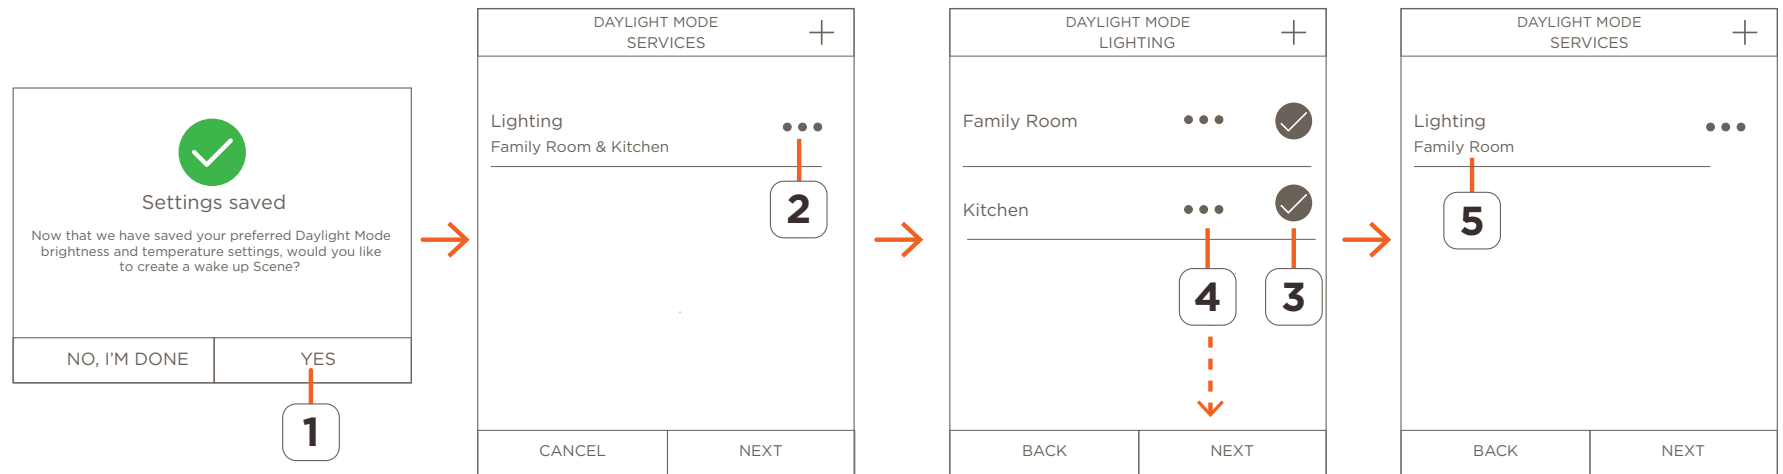 Settings saved
Now that we have saved your preferred Daylight Mode
brightness and temperature settings, would you like
to create a wake up Scene?
NO, I'M DONE
YES
1
DAYLIGHT MODE
SERVICES
Lighting
Family Room & Kitchen
2
CANCEL
NEXT
DAYLIGHT MODE
LIGHTING
Family Room
Kitchen
4
3
BACK
NEXT
DAYLIGHT MODE
SERVICES
Lighting
Family Room
5
BACK
NEXT